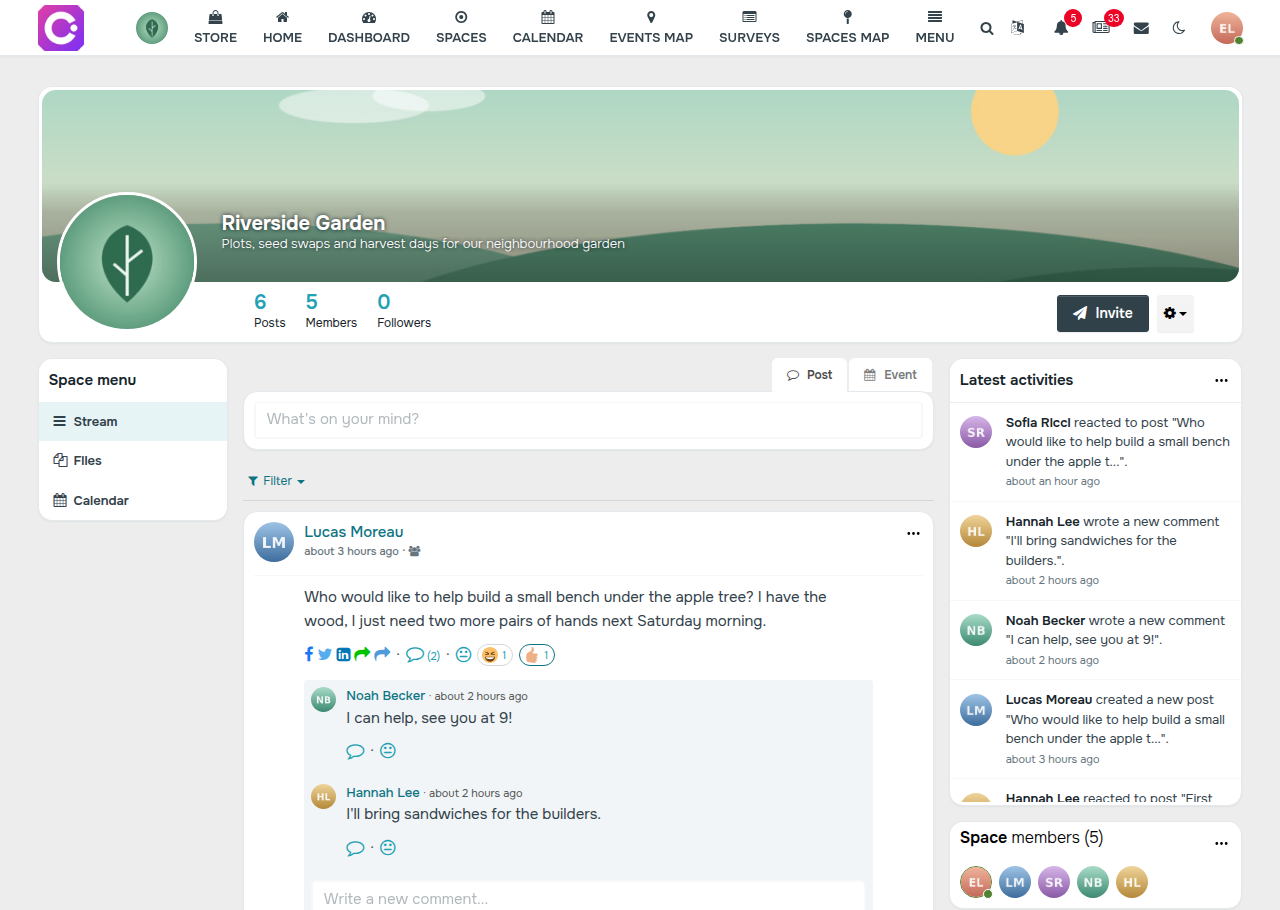 STORE
HOME
DASHBOARD
SPACES
CALENDAR
EVENTS MAP
SURVEYS
SPACES MAP
MENU
5
33
EL
Riverside Garden
Plots, seed swaps and harvest days for our neighbourhood garden
6
Posts
5
Members
0
Followers
Invite
Space menu
Stream
Files
Calendar
Post
Event
What's on your mind?
Filter
LM
Lucas Moreau
about 3 hours ago ·
Who would like to help build a small bench under the apple tree? I have the
wood, I just need two more pairs of hands next Saturday morning.
· (2) · 1 1
NB
Noah Becker · about 2 hours ago
I can help, see you at 9!
·
HL
Hannah Lee · about 2 hours ago
I'll bring sandwiches for the builders.
·
Write a new comment...
Latest activities
SR
Sofia Ricci reacted to post "Who
would like to help build a small bench
under the apple t...".
about an hour ago
HL
Hannah Lee wrote a new comment
"I'll bring sandwiches for the
builders.".
about 2 hours ago
NB
Noah Becker wrote a new comment
"I can help, see you at 9!".
about 2 hours ago
LM
Lucas Moreau created a new post
"Who would like to help build a small
bench under the apple t...".
about 3 hours ago
Hannah Lee reacted to post "First
Space members (5)
EL
LM
SR
NB
HL